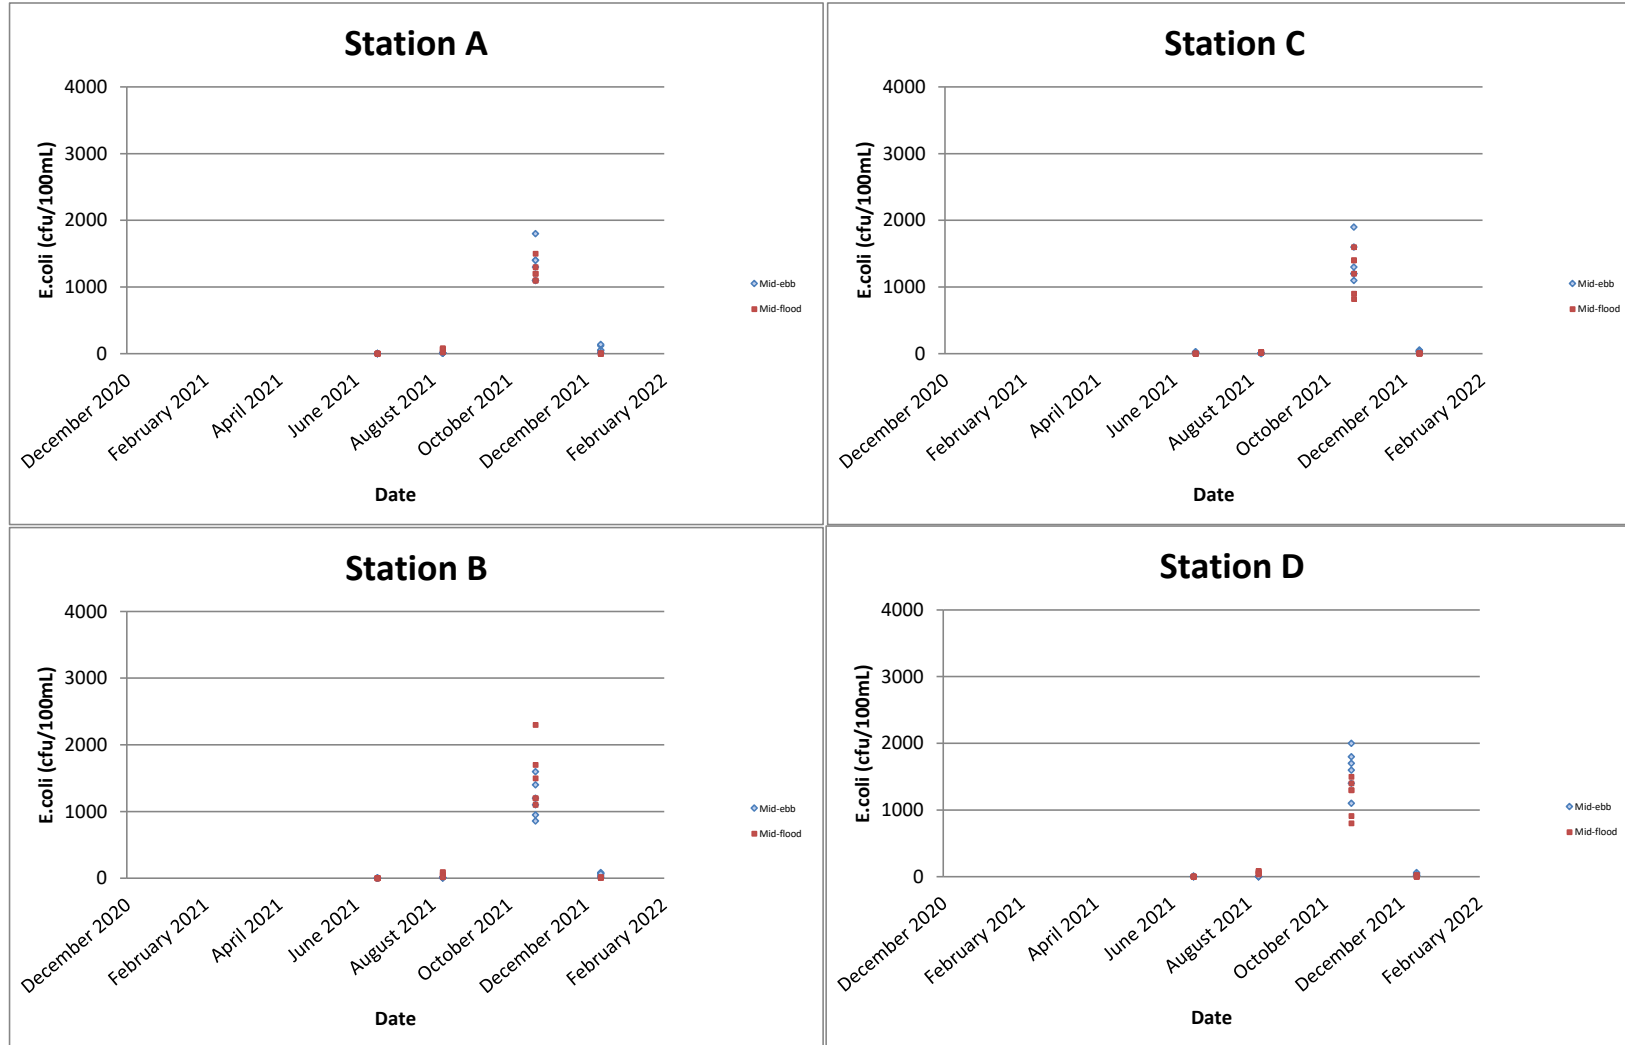 Station A
E.coli (cfu/100mL)
4000
3000
2000
1000
0
December 2020
February 2021
April 2021
June 2021
August 2021
October 2021
December 2021
February 2022
Date
Mid-ebb
Mid-flood
Station C
E.coli (cfu/100mL)
4000
3000
2000
1000
0
December 2020
February 2021
April 2021
June 2021
August 2021
October 2021
December 2021
February 2022
Date
Mid-ebb
Mid-flood
Station B
E.coli (cfu/100mL)
4000
3000
2000
1000
0
December 2020
February 2021
April 2021
June 2021
August 2021
October 2021
December 2021
February 2022
Date
Mid-ebb
Mid-flood
Station D
E.coli (cfu/100mL)
4000
3000
2000
1000
0
December 2020
February 2021
April 2021
June 2021
August 2021
October 2021
December 2021
February 2022
Date
Mid-ebb
Mid-flood